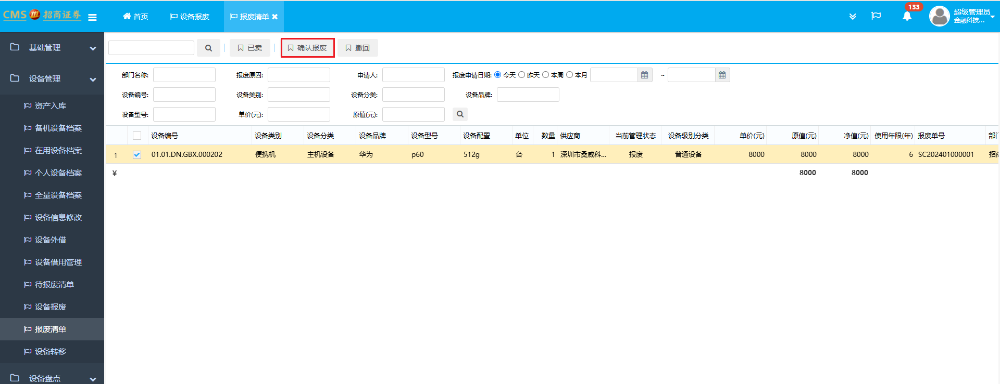 CMS 招商证券
首页
设备报废
报废清单
133
超级管理员
金融科技...
基础管理
设备管理
资产入库
备机设备档案
在用设备档案
个人设备档案
全量设备档案
设备信息修改
设备外借
设备借用管理
待报废清单
设备报废
报废清单
设备转移
设备盘点
已卖
确认报废
撤回
部门名称:
报废原因:
申请人:
报废申请日期: 今天 昨天 本周 本月 ~
设备编号:
设备类别:
设备分类:
设备品牌:
设备型号:
单价(元):
原值(元):
设备编号 设备类别 设备分类 设备品牌 设备型号 设备配置 单位 数量 供应商 当前管理状态 设备级别分类 单价(元) 原值(元) 净值(元) 使用年限(年) 报废单号 部门
1 01.01.DN.GBX.000202 便携机 主机设备 华为 p60 512g 台 1 深圳市桑威科... 报废 普通设备 8000 8000 8000 6 SC202401000001 招商
¥ 8000 8000